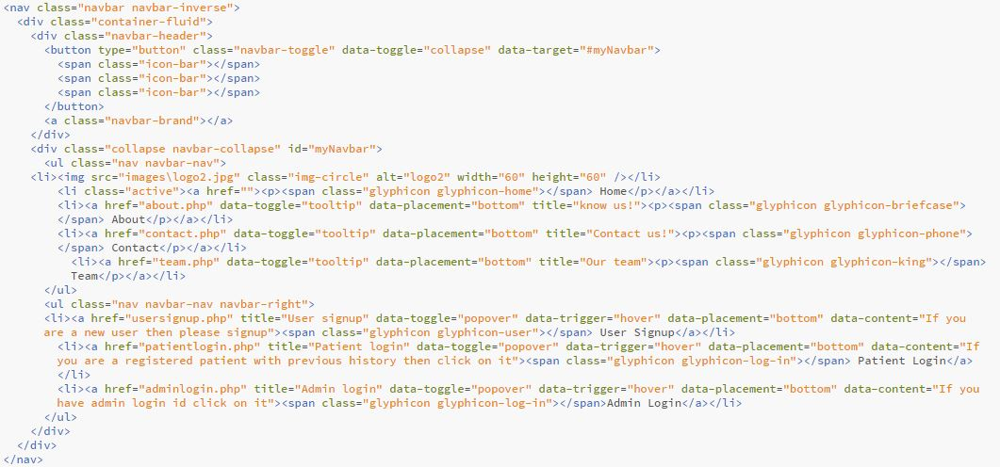 <nav class="navbar navbar-inverse">
<div class="container-fluid">
<div class="navbar-header">
<button type="button" class="navbar-toggle" data-toggle="collapse" data-target="#myNavbar">
<span class="icon-bar"></span>
<span class="icon-bar"></span>
<span class="icon-bar"></span>
</button>
<a class="navbar-brand"></a>
</div>
<div class="collapse navbar-collapse" id="myNavbar">
<ul class="nav navbar-nav">
<li><img src="images\logo2.jpg" class="img-circle" alt="logo2" width="60" height="60" /></li>
<li class="active"><a href=""><p><span class="glyphicon glyphicon-home"></span> Home</p></a></li>
<li><a href="about.php" data-toggle="tooltip" data-placement="bottom" title="know us!"><p><span class="glyphicon glyphicon-briefcase">
</span> About</p></a></li>
<li><a href="contact.php" data-toggle="tooltip" data-placement="bottom" title="Contact us!"><p><span class="glyphicon glyphicon-phone">
</span> Contact</p></a></li>
<li><a href="team.php" data-toggle="tooltip" data-placement="bottom" title="Our team"><p><span class="glyphicon glyphicon-king"></span>
Team</p></a></li>
</ul>
<ul class="nav navbar-nav navbar-right">
<li><a href="usersignup.php" title="User signup" data-toggle="popover" data-trigger="hover" data-placement="bottom" data-content="If you
are a new user then please signup"><span class="glyphicon glyphicon-user"></span> User Signup</a></li>
<li><a href="patientlogin.php" title="Patient login" data-toggle="popover" data-trigger="hover" data-placement="bottom" data-content="If
you are a registered patient with previous history then click on it"><span class="glyphicon glyphicon-log-in"></span> Patient Login</a>
</li>
<li><a href="adminlogin.php" title="Admin login" data-toggle="popover" data-trigger="hover" data-placement="bottom" data-content="If you
have admin login id click on it"><span class="glyphicon glyphicon-log-in"></span>Admin Login</a></li>
</ul>
</div>
</div>
</nav>